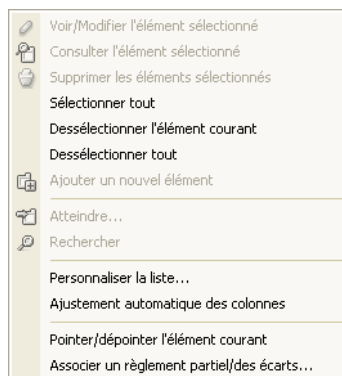 Voir/Modifier l'élément sélectionné
Consulter l'élément sélectionné
Supprimer les éléments sélectionnés
Sélectionner tout
Dessélectionner l'élément courant
Dessélectionner tout
Ajouter un nouvel élément
Atteindre...
Rechercher
Personnaliser la liste...
Ajustement automatique des colonnes
Pointer/dépointer l'élément courant
Associer un règlement partiel/des écarts...